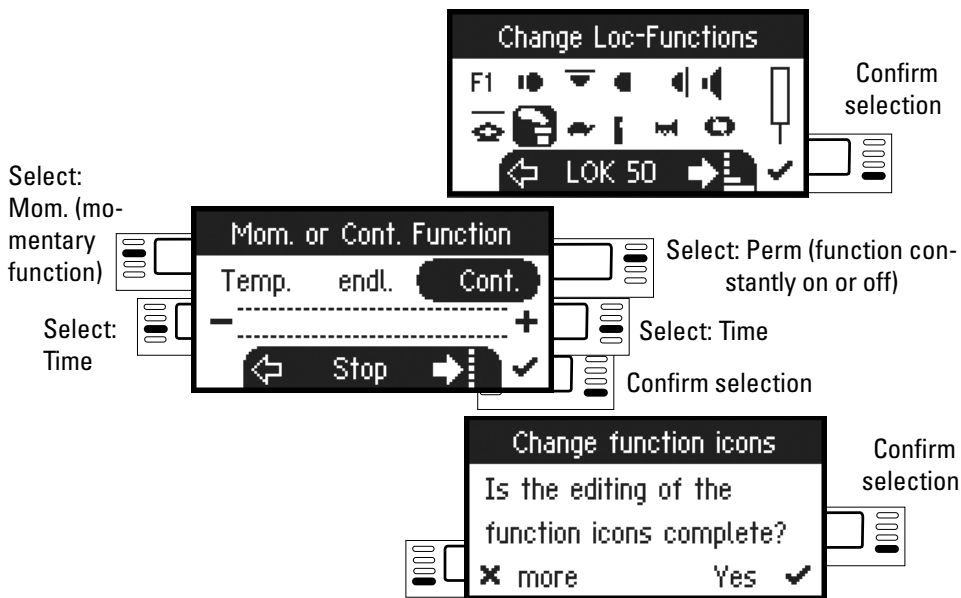 Change Loc-Functions
F1
LOK 50
Confirm
selection
Select:
Mom. (mo-
mentary
function)
Mom. or Cont. Function
Temp. endl. Cont.
Stop
Select: Perm (function con-
stantly on or off)
Select:
Time
Select: Time
Confirm selection
Change function icons
Is the editing of the
function icons complete?
more Yes
Confirm
selection